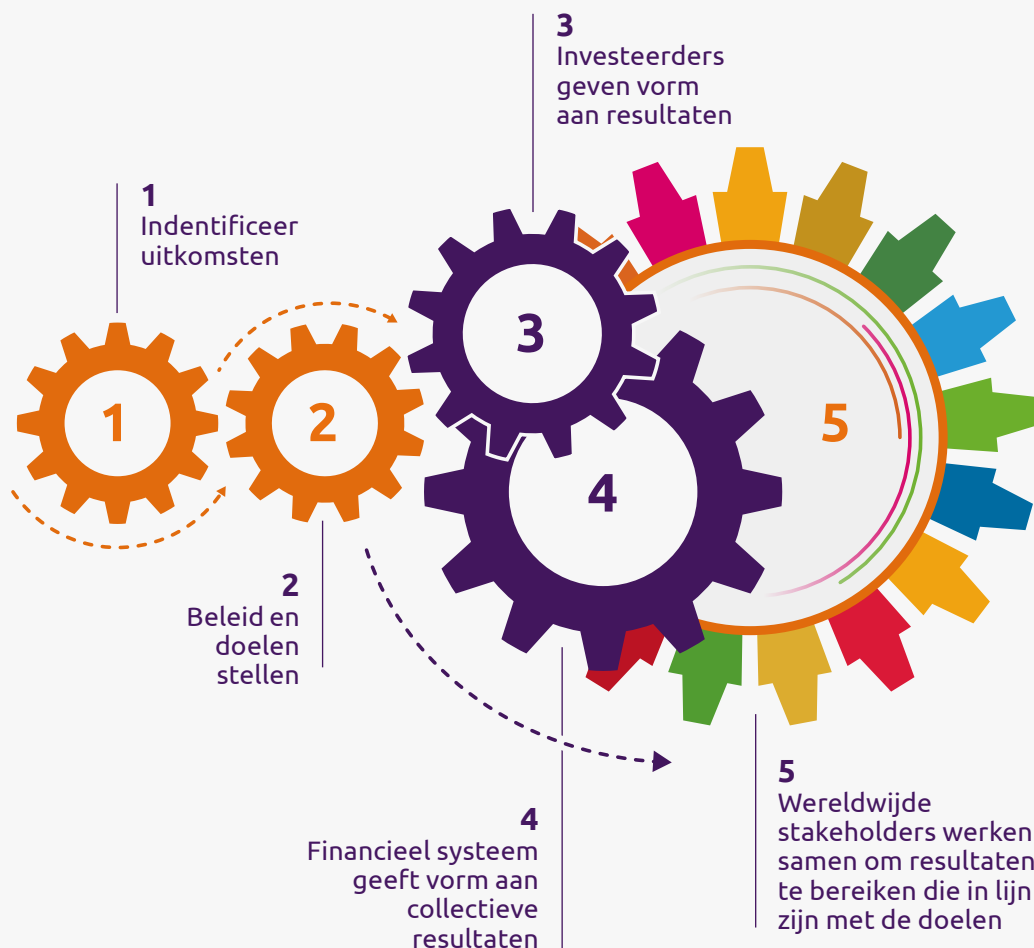 3
Investeerders
geven vorm
aan resultaten
1
Indentificeer
uitkomsten
1
2
3
4
5
2
Beleid en
doelen
stellen
4
Financieel systeem
geeft vorm aan
collectieve
resultaten
5
Wereldwijde
stakeholders werken
samen om resultaten
te bereiken die in lijn
zijn met de doelen